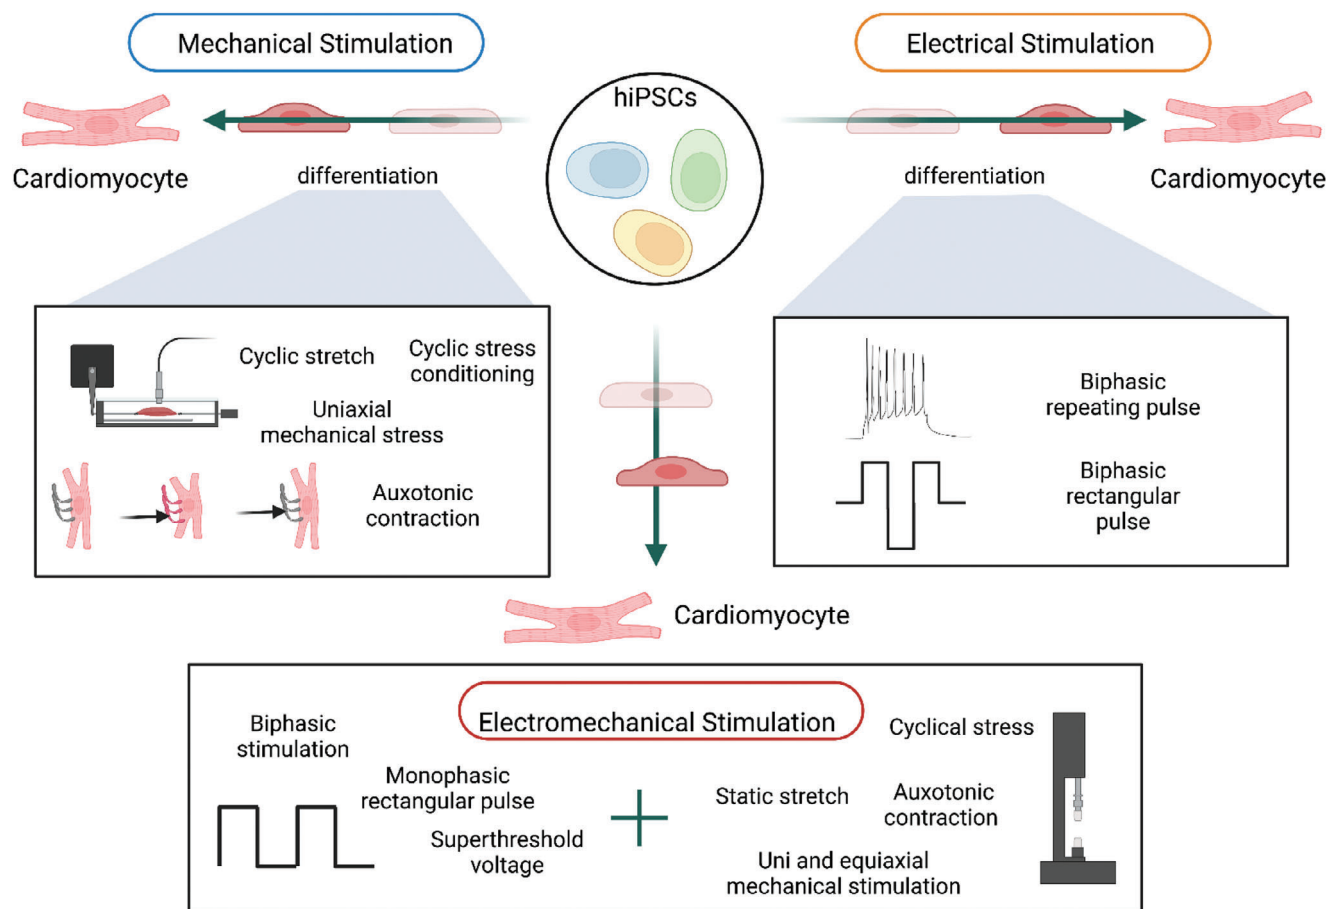 Mechanical Stimulation
Electrical Stimulation
hiPSCs
Cardiomyocyte
differentiation
differentiation
Cardiomyocyte
Cyclic stretch
Cyclic stress
conditioning
Uniaxial
mechanical stress
Auxotonic
contraction
Biphasic
repeating pulse
Biphasic
rectangular
pulse
Cardiomyocyte
Electromechanical Stimulation
Biphasic
stimulation
Monophasic
rectangular pulse
Superthreshold
voltage
Static stretch
Cyclical stress
Auxotonic
contraction
Uni and equiaxial
mechanical stimulation